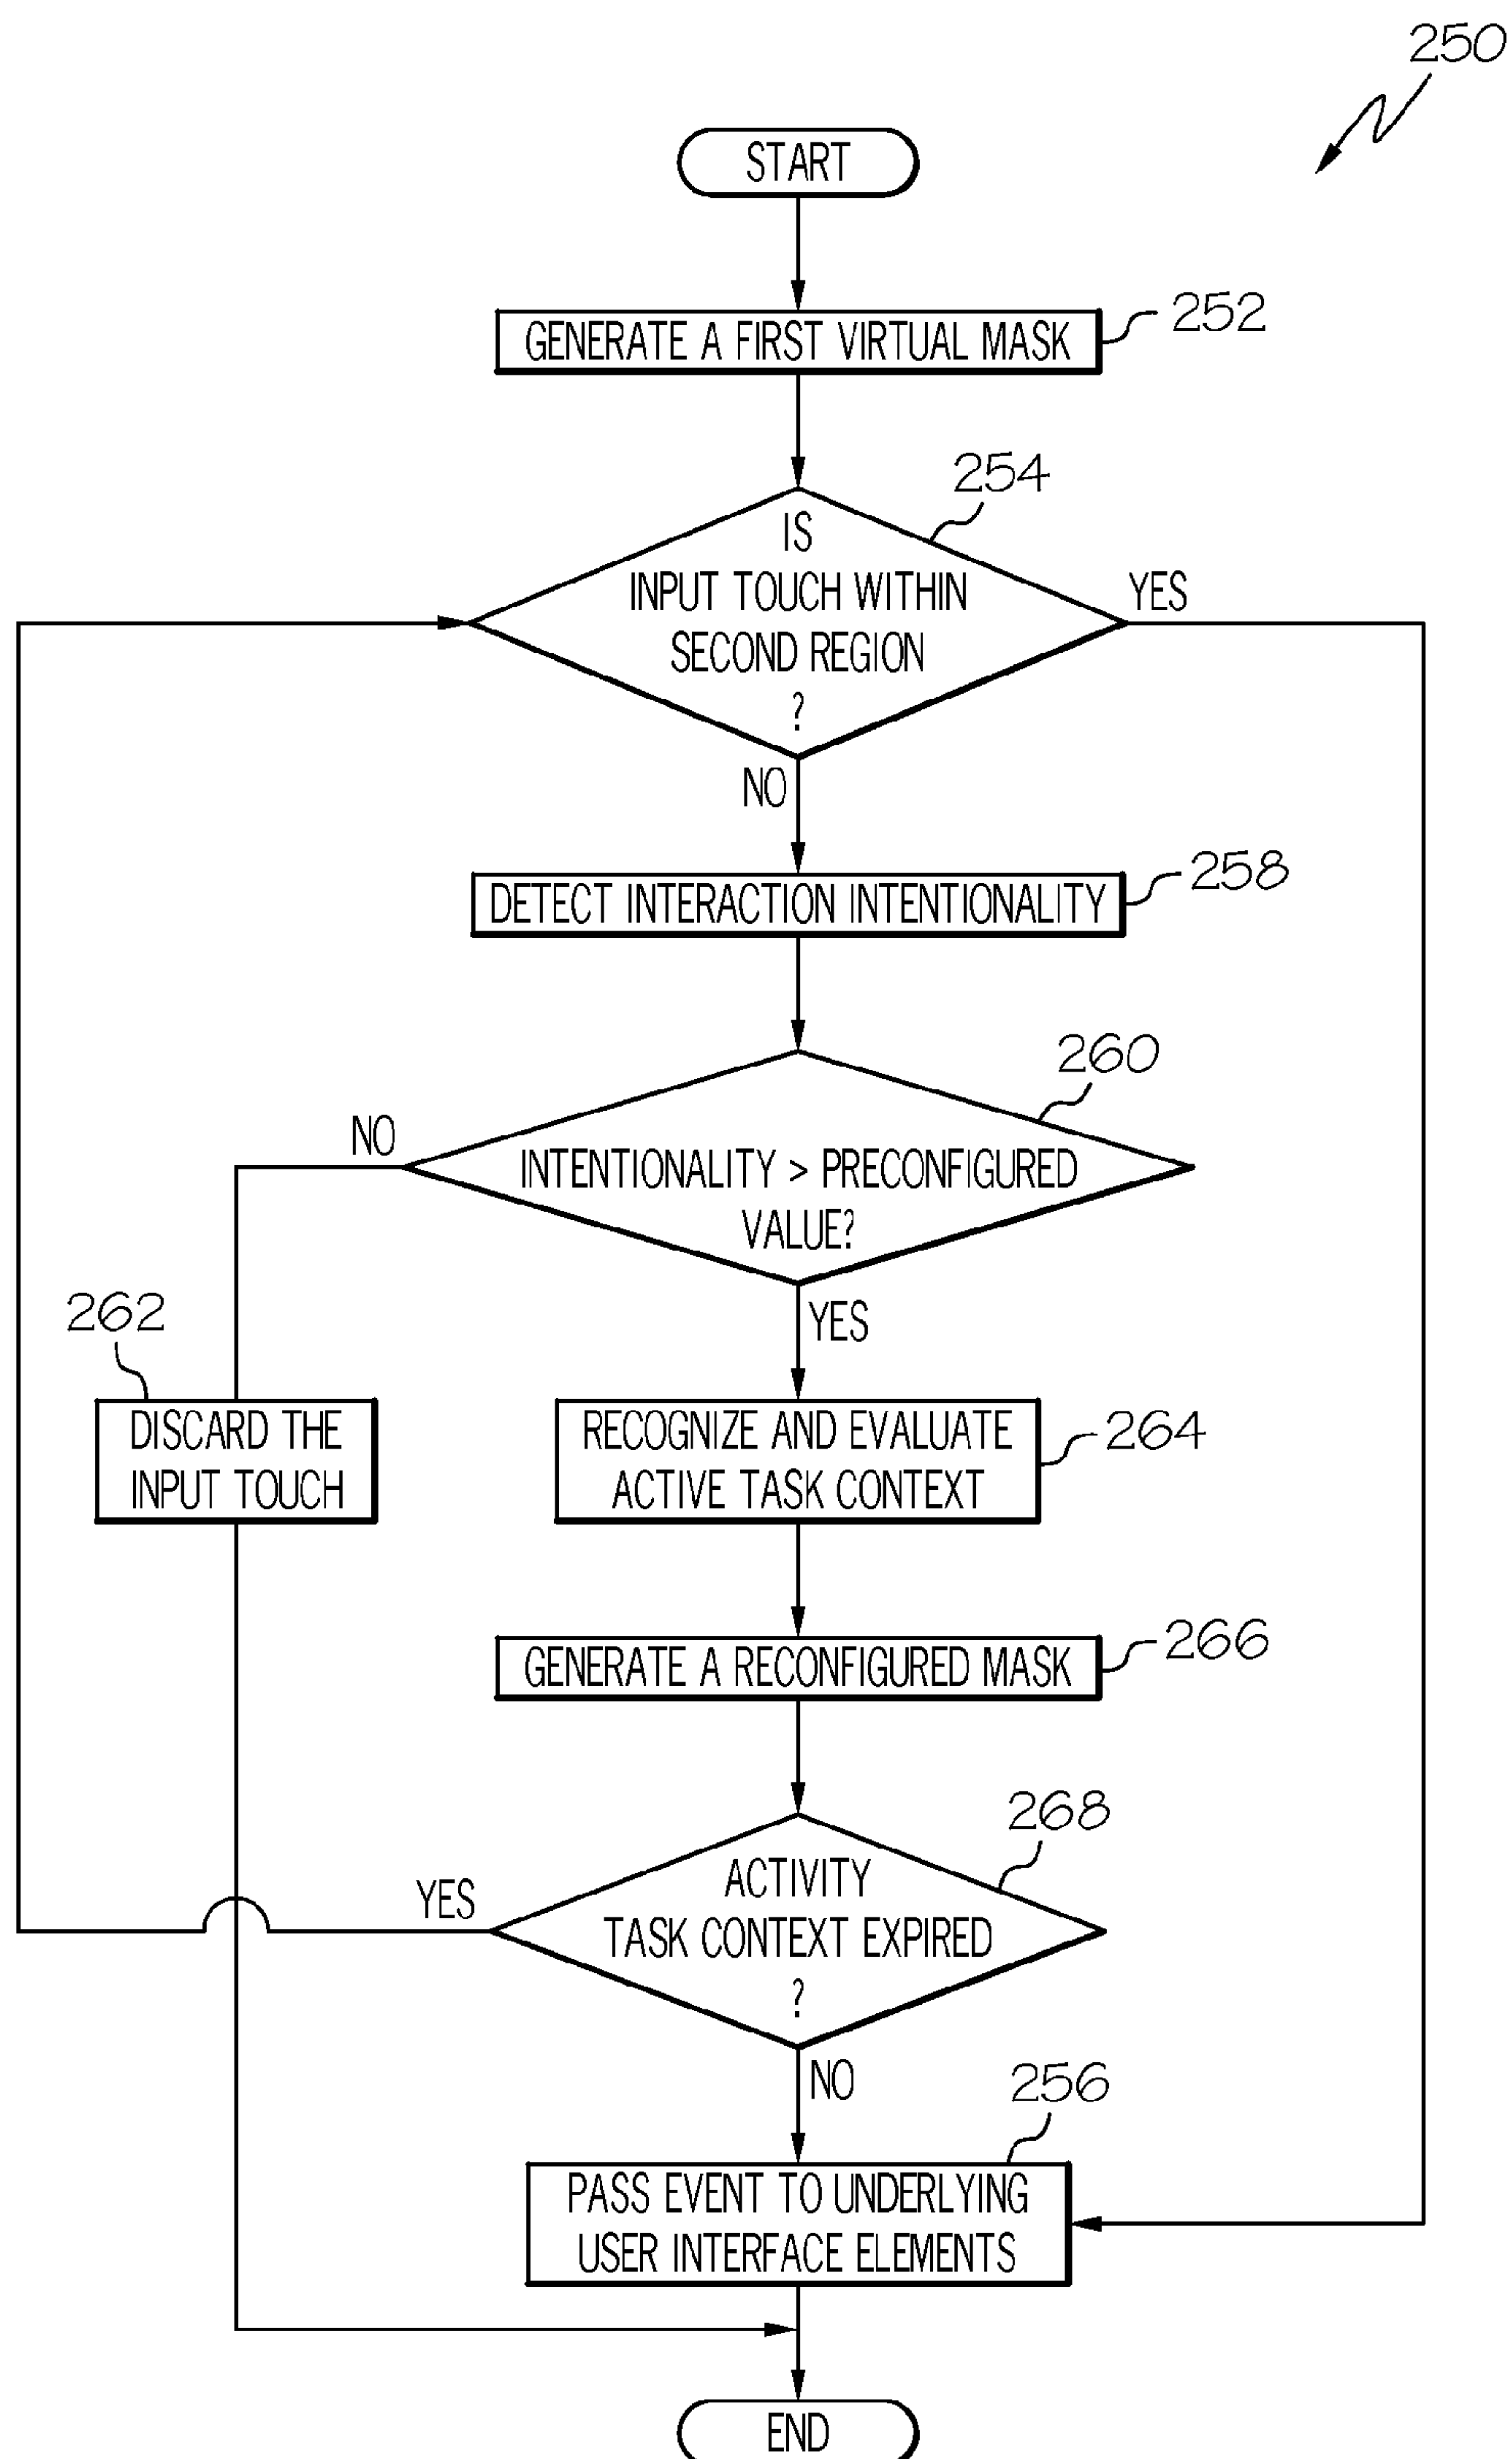 250
START
GENERATE A FIRST VIRTUAL MASK
252
254
IS
INPUT TOUCH WITHIN
SECOND REGION
?
YES
NO
DETECT INTERACTION INTENTIONALITY
258
260
NO
INTENTIONALITY > PRECONFIGURED
VALUE?
YES
262
DISCARD THE
INPUT TOUCH
RECOGNIZE AND EVALUATE
ACTIVE TASK CONTEXT
264
GENERATE A RECONFIGURED MASK
266
268
YES
ACTIVITY
TASK CONTEXT EXPIRED
?
NO
256
PASS EVENT TO UNDERLYING
USER INTERFACE ELEMENTS
END